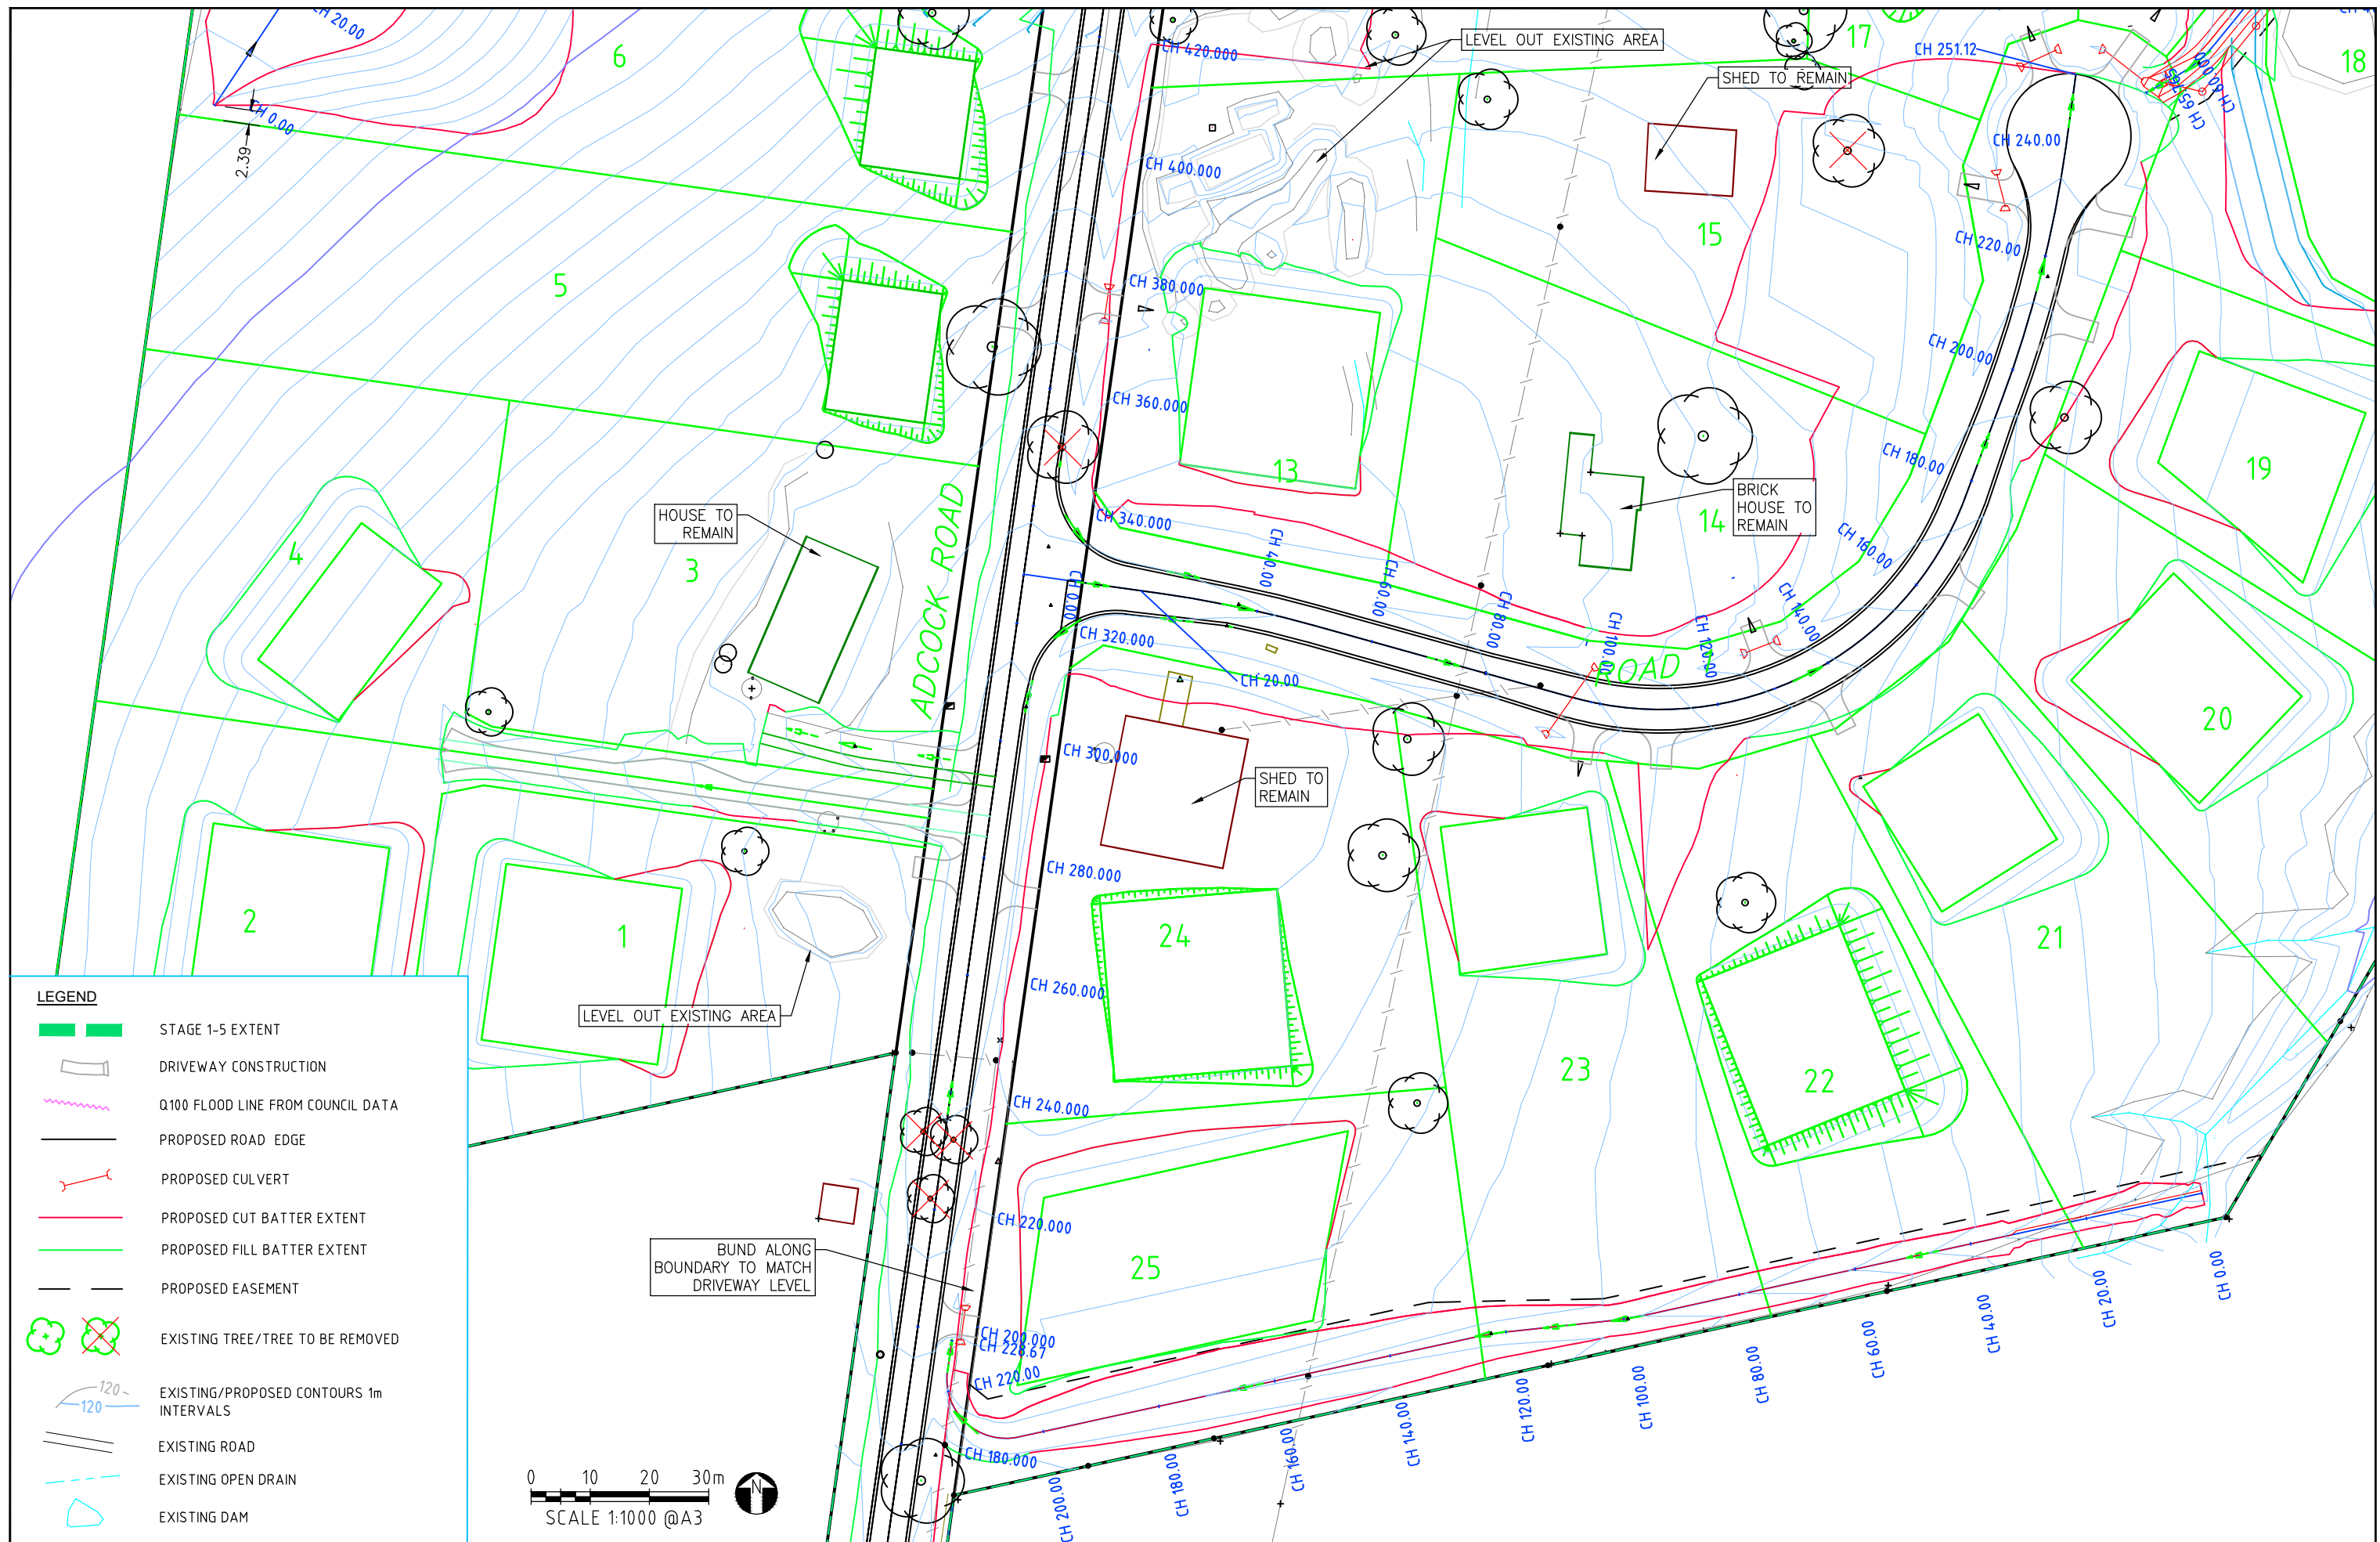 CH 20.00
6
CH 420.000
LEVEL OUT EXISTING AREA
SHED TO REMAIN
17
CH 251.12
18
CH 0.00
2.39
CH 60.00
CH 65.785
CH 240.00
CH 400.000
15
CH 220.00
5
CH 380.000
CH 200.00
CH 360.000
13
CH 180.00
19
HOUSE TO
REMAIN
ADCOCK ROAD
CH 340.000
BRICK
HOUSE TO
REMAIN
14
4
3
CH 0.00
CH 40.00
CH 60.00
CH 80.00
CH 100.00
CH 120.00
CH 140.00
CH 160.00
CH 320.000
CH 20.00
ROAD
20
CH 300.000
SHED TO
REMAIN
CH 280.000
2
1
24
21
CH 260.000
LEVEL OUT EXISTING AREA
23
22
CH 240.000
CH 220.000
BUND ALONG
BOUNDARY TO MATCH
DRIVEWAY LEVEL
25
CH 200.000
CH 228.67
CH 220.00
CH 180.000
CH 200.00
CH 180.00
CH 160.00
CH 140.00
CH 120.00
CH 100.00
CH 80.00
CH 60.00
CH 40.00
CH 20.00
CH 0.00
LEGEND
STAGE 1-5 EXTENT
DRIVEWAY CONSTRUCTION
Q100 FLOOD LINE FROM COUNCIL DATA
PROPOSED ROAD EDGE
PROPOSED CULVERT
PROPOSED CUT BATTER EXTENT
PROPOSED FILL BATTER EXTENT
PROPOSED EASEMENT
EXISTING TREE/TREE TO BE REMOVED
120
120
EXISTING/PROPOSED CONTOURS 1m
INTERVALS
EXISTING ROAD
EXISTING OPEN DRAIN
EXISTING DAM
0 10 20 30m
SCALE 1:1000 @A3
N